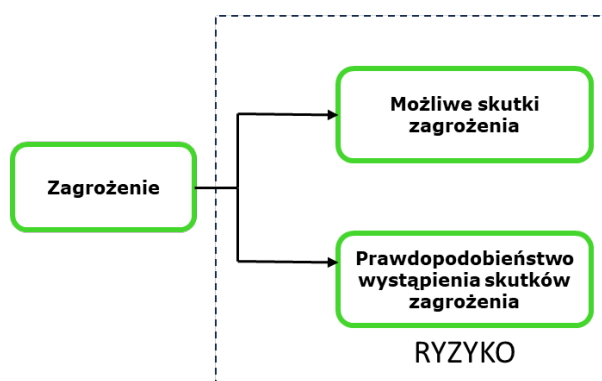 Możliwe skutki
zagrożenia
Zagrożenie
Prawdopodobieństwo
wystąpienia skutków
zagrożenia
RYZYKO